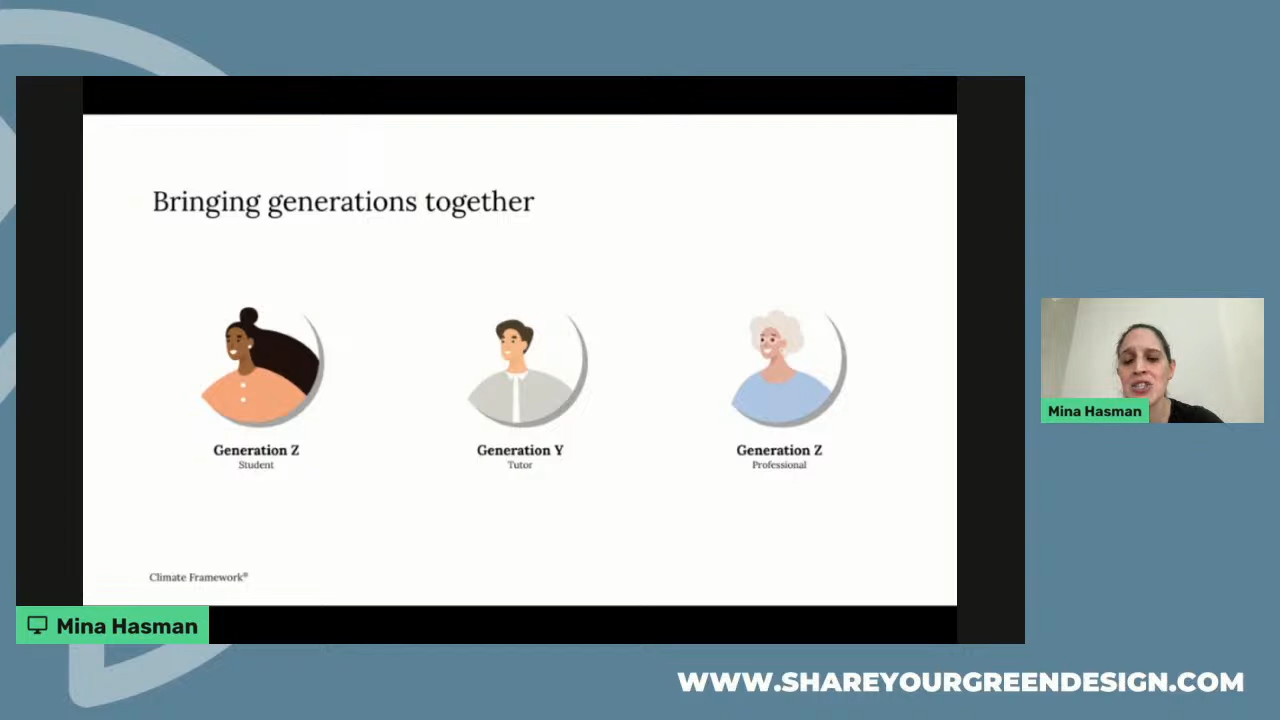 Bringing generations together
Generation Z
Student
Generation Y
Tutor
Generation Z
Professional
Climate Framework®
Mina Hasman
Mina Hasman
WWW.SHAREYOURGREENDESIGN.COM